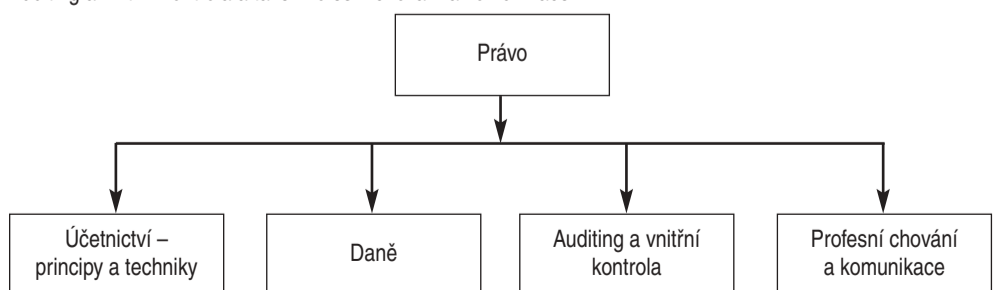 Právo
Účetnictví –
principy a techniky
Daně
Auditing a vnitřní
kontrola
Profesní chování
a komunikace